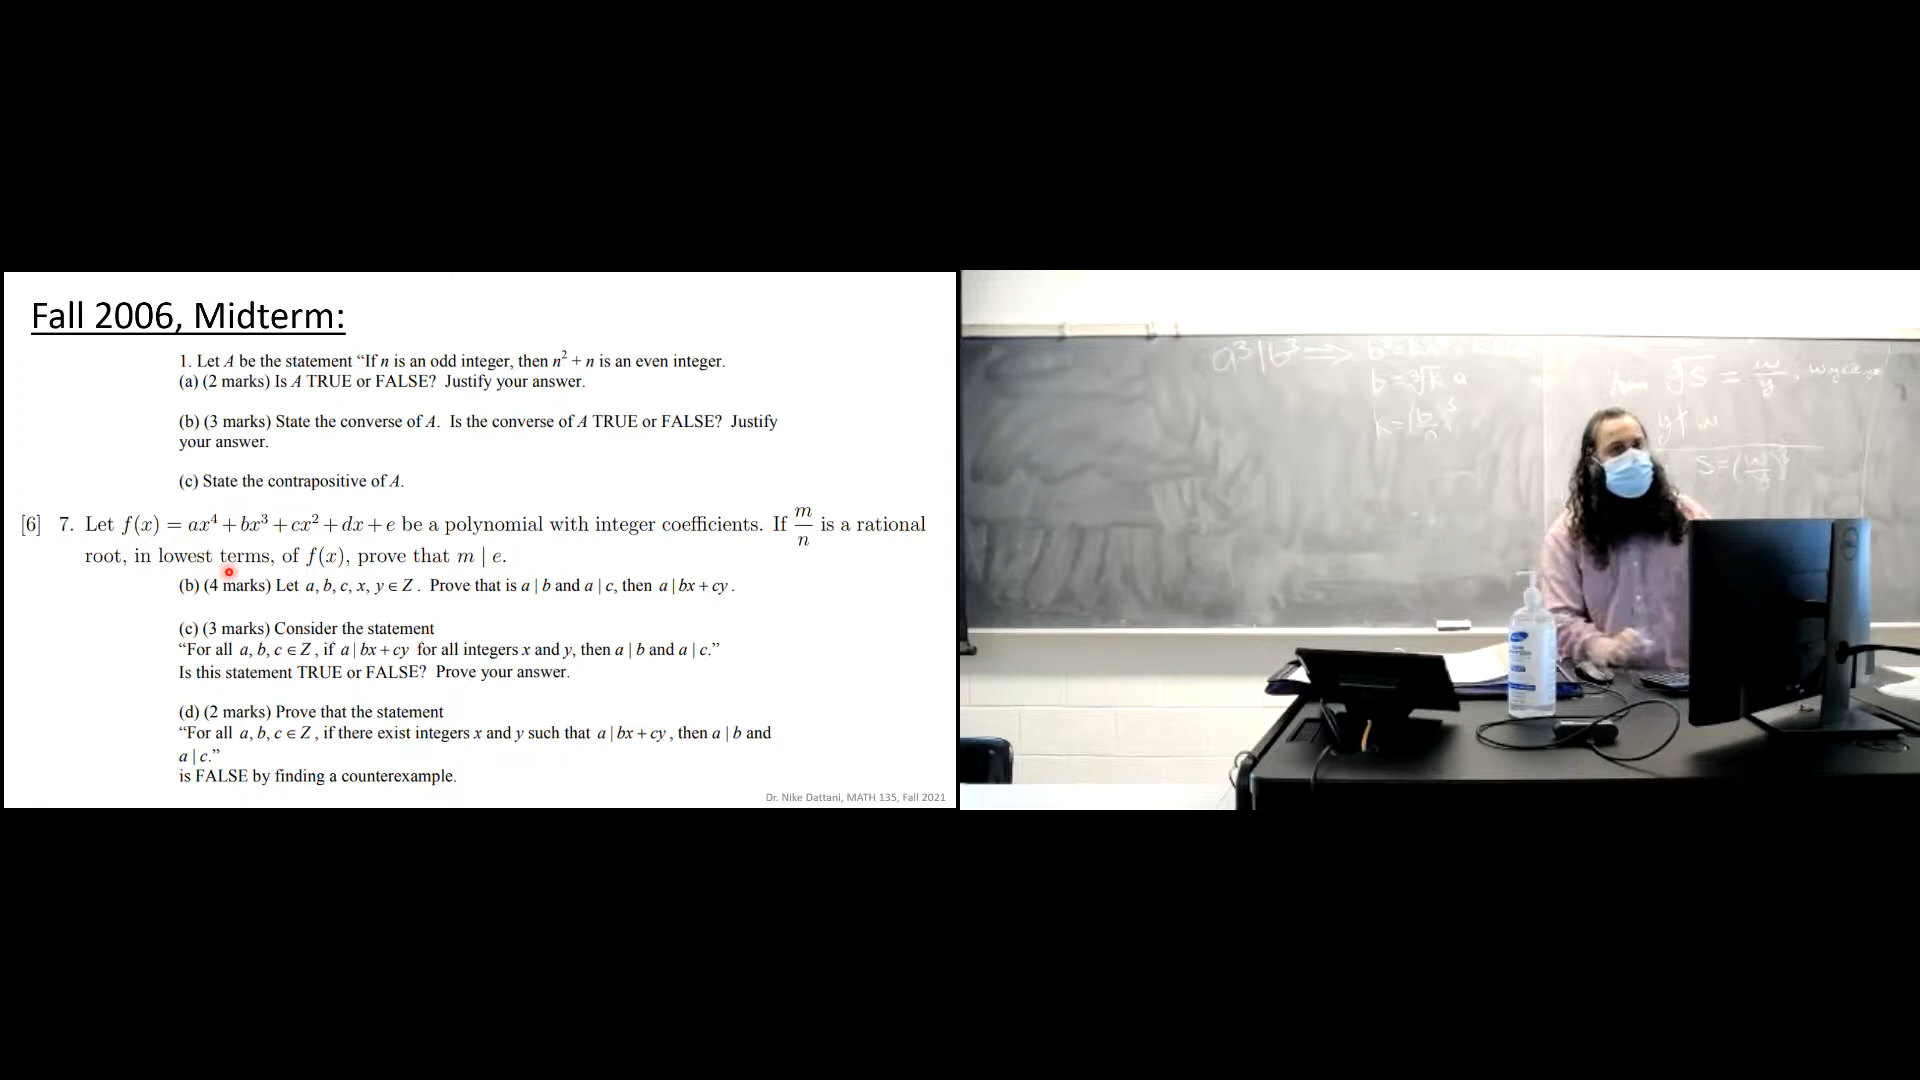 Fall 2006, Midterm:
1. Let A be the statement “If n is an odd integer, then n² + n is an even integer.
(a) (2 marks) Is A TRUE or FALSE? Justify your answer.
(b) (3 marks) State the converse of A. Is the converse of A TRUE or FALSE? Justify
your answer.
(c) State the contrapositive of A.
[6] 7. Let f(x) = ax⁴ + bx³ + cx² + dx + e be a polynomial with integer coefficients. If m/n is a rational
root, in lowest terms, of f(x), prove that m | e.
(b) (4 marks) Let a, b, c, x, y ∈ Z . Prove that is a | b and a | c, then a | bx + cy .
(c) (3 marks) Consider the statement
“For all a, b, c ∈ Z , if a | bx + cy for all integers x and y, then a | b and a | c.”
Is this statement TRUE or FALSE? Prove your answer.
(d) (2 marks) Prove that the statement
“For all a, b, c ∈ Z , if there exist integers x and y such that a | bx + cy , then a | b and
a | c.”
is FALSE by finding a counterexample.
Dr. Nike Dattani, MATH 135, Fall 2021
a³ | b³ ⟹
b = ∛k a
∛5 = w/y
y ∤ w